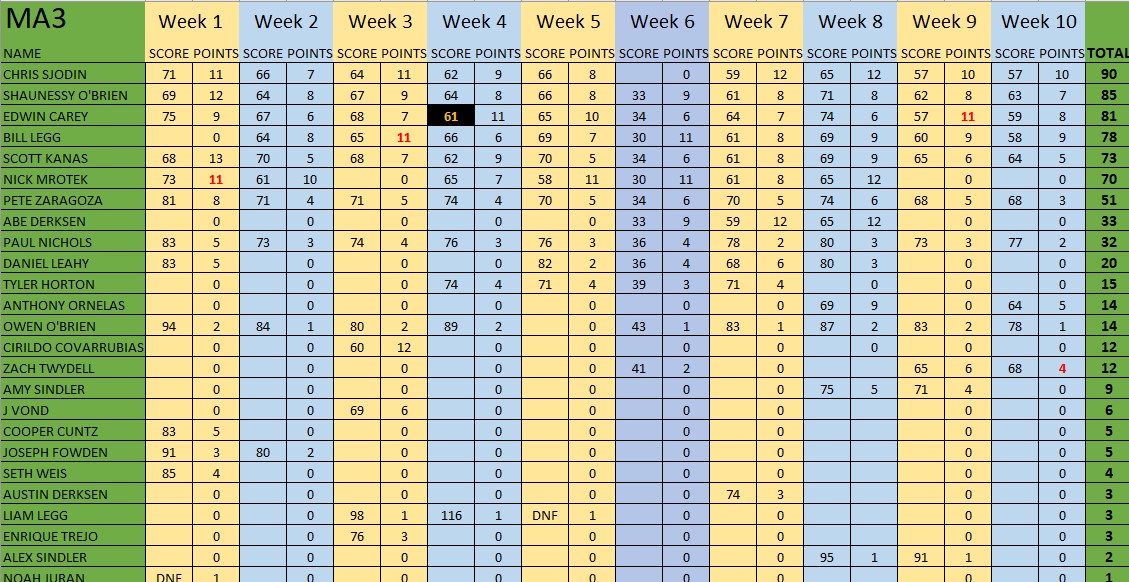 MA3 Week 1 Week 2 Week 3 Week 4 Week 5 Week 6 Week 7 Week 8 Week 9 Week 10
NAME SCORE POINTS SCORE POINTS SCORE POINTS SCORE POINTS SCORE POINTS SCORE POINTS SCORE POINTS SCORE POINTS SCORE POINTS SCORE POINTS TOTAL
CHRIS SJODIN 71 11 66 7 64 11 62 9 66 8 0 59 12 65 12 57 10 57 10 90
SHAUNESSY O'BRIEN 69 12 64 8 67 9 64 8 66 8 33 9 61 8 71 8 62 8 63 7 85
EDWIN CAREY 75 9 67 6 68 7 61 11 65 10 34 6 64 7 74 6 57 11 59 8 81
BILL LEGG 0 64 8 65 11 66 6 69 7 30 11 61 8 69 9 60 9 58 9 78
SCOTT KANAS 68 13 70 5 68 7 62 9 70 5 34 6 61 8 69 9 65 6 64 5 73
NICK MROTEK 73 11 61 10 0 65 7 58 11 30 11 61 8 65 12 0 0 70
PETE ZARAGOZA 81 8 71 4 71 5 74 4 70 5 34 6 70 5 74 6 68 5 68 3 51
ABE DERKSEN 0 0 0 0 0 33 9 59 12 65 12 0 0 33
PAUL NICHOLS 83 5 73 3 74 4 76 3 76 3 36 4 78 2 80 3 73 3 77 2 32
DANIEL LEAHY 83 5 0 0 0 82 2 36 4 68 6 80 3 0 0 20
TYLER HORTON 0 0 0 74 4 71 4 39 3 71 4 0 0 0 15
ANTHONY ORNELAS 0 0 0 0 0 0 0 69 9 0 64 5 14
OWEN O'BRIEN 94 2 84 1 80 2 89 2 0 43 1 83 1 87 2 83 2 78 1 14
CIRILDO COVARRUBIAS 0 0 60 12 0 0 0 0 0 0 0 12
ZACH TWYDELL 0 0 0 0 0 41 2 0 0 65 6 68 4 12
AMY SINDLER 0 0 0 0 0 0 0 75 5 71 4 0 9
J VOND 0 0 69 6 0 0 0 0 0 0 0 6
COOPER CUNTZ 83 5 0 0 0 0 0 0 0 0 0 5
JOSEPH FOWDEN 91 3 80 2 0 0 0 0 0 0 0 0 5
SETH WEIS 85 4 0 0 0 0 0 0 0 0 0 4
AUSTIN DERKSEN 0 0 0 0 0 0 74 3 0 0 0 3
LIAM LEGG 0 0 98 1 116 1 DNF 1 0 0 0 0 0 3
ENRIQUE TREJO 0 0 76 3 0 0 0 0 0 0 0 3
ALEX SINDLER 0 0 0 0 0 0 0 95 1 91 1 0 2
NOAH JURAN DNF 1 0 0 0 0 0 0 0 0 0 1